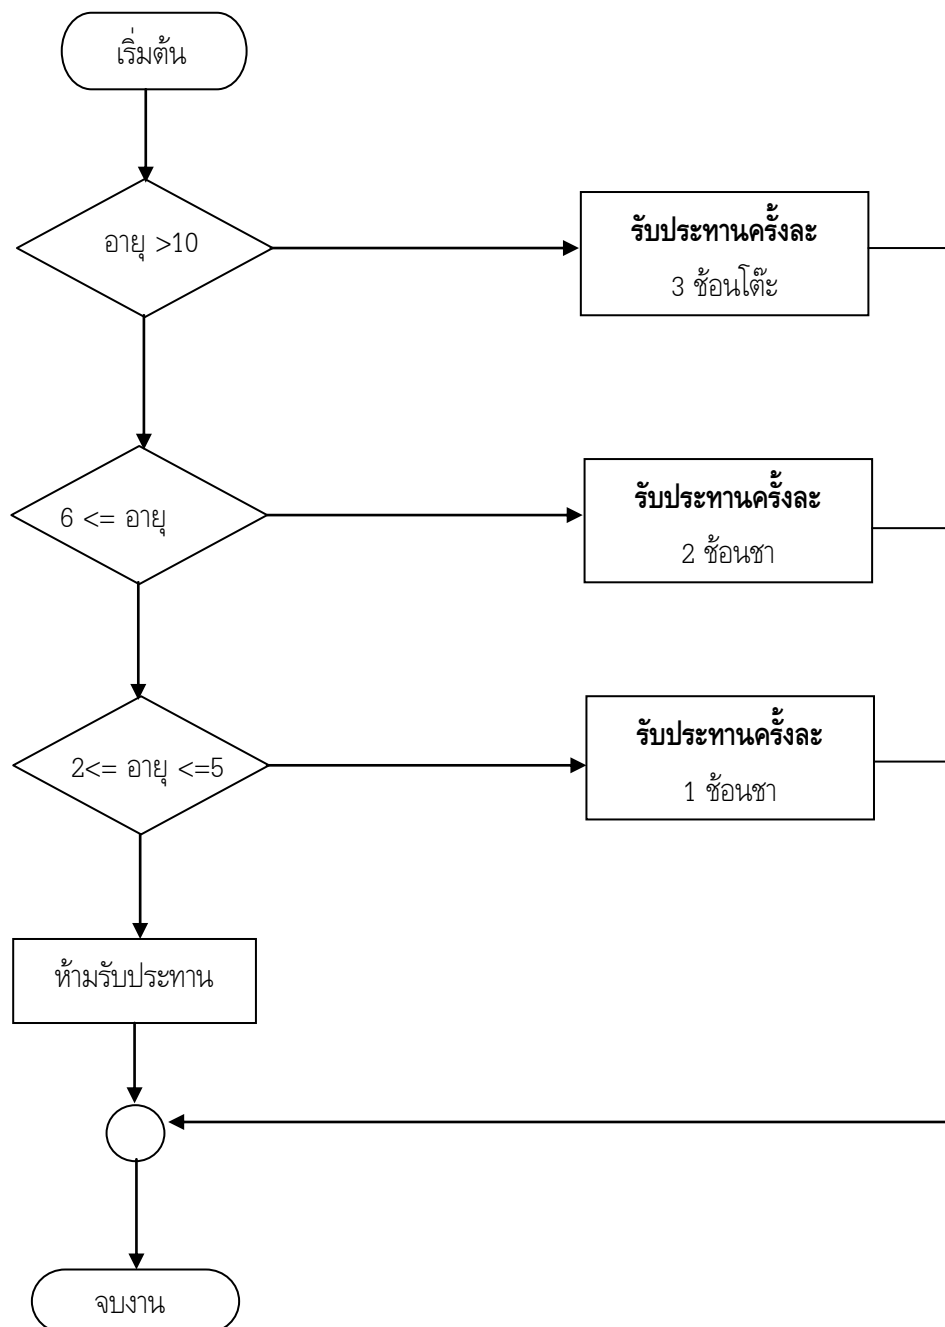 เริ่มต้น
อายุ >10
รับประทานครั้งละ
3 ช้อนโต๊ะ
6 <= อายุ
รับประทานครั้งละ
2 ช้อนชา
2<= อายุ <=5
รับประทานครั้งละ
1 ช้อนชา
ห้ามรับประทาน
จบงาน